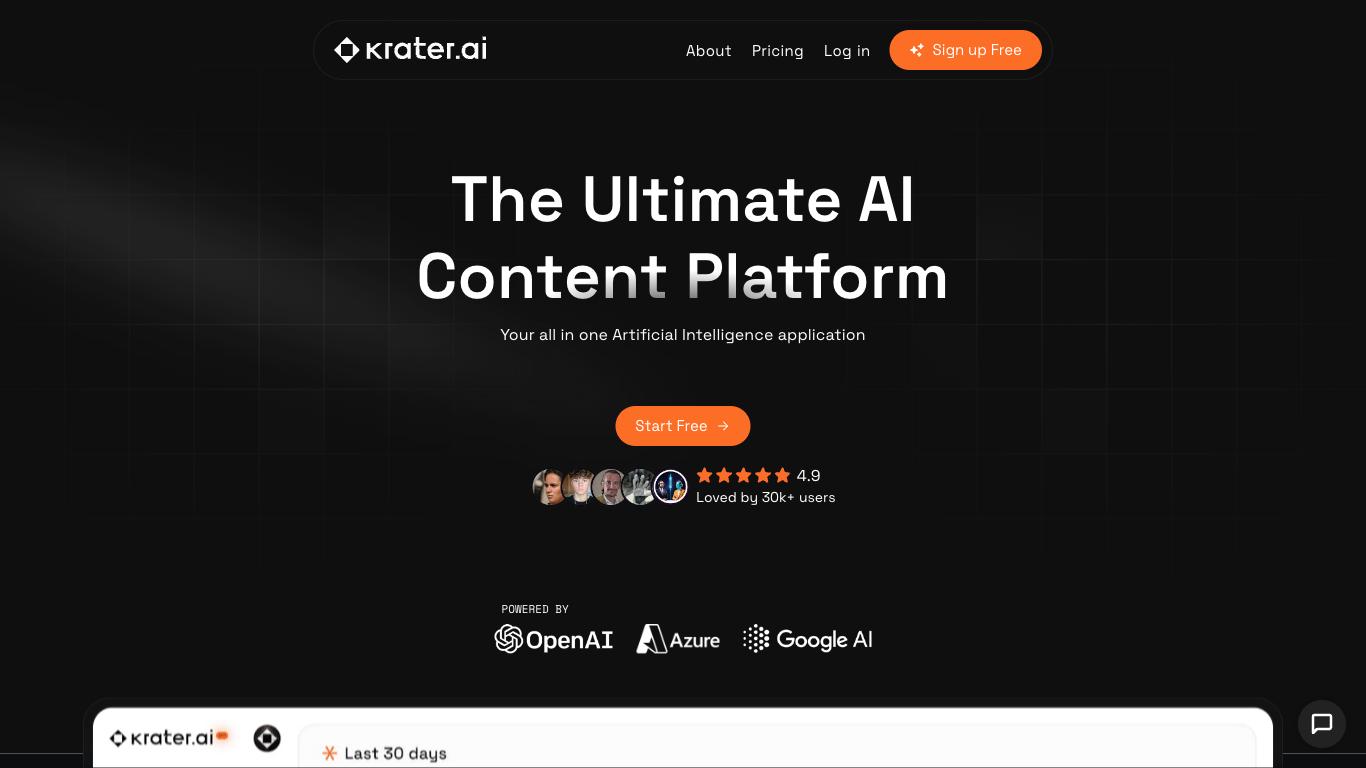 krater.ai
About
Pricing
Log in
Sign up Free
The Ultimate AI
Content Platform
Your all in one Artificial Intelligence application
Start Free →
4.9
Loved by 30k+ users
POWERED BY
OpenAI
Azure
Google AI
krater.ai
Last 30 days